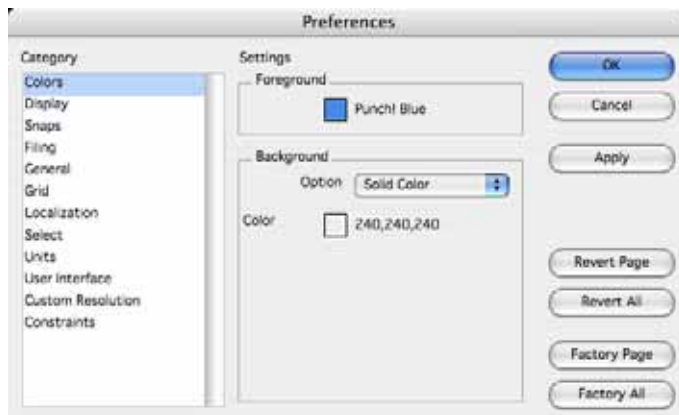 Preferences
Category
Colors
Display
Snaps
Filing
General
Grid
Localization
Select
Units
User Interface
Custom Resolution
Constraints
Settings
Foreground
Punch! Blue
Background
Option Solid Color
Color 240,240,240
OK
Cancel
Apply
Revert Page
Revert All
Factory Page
Factory All